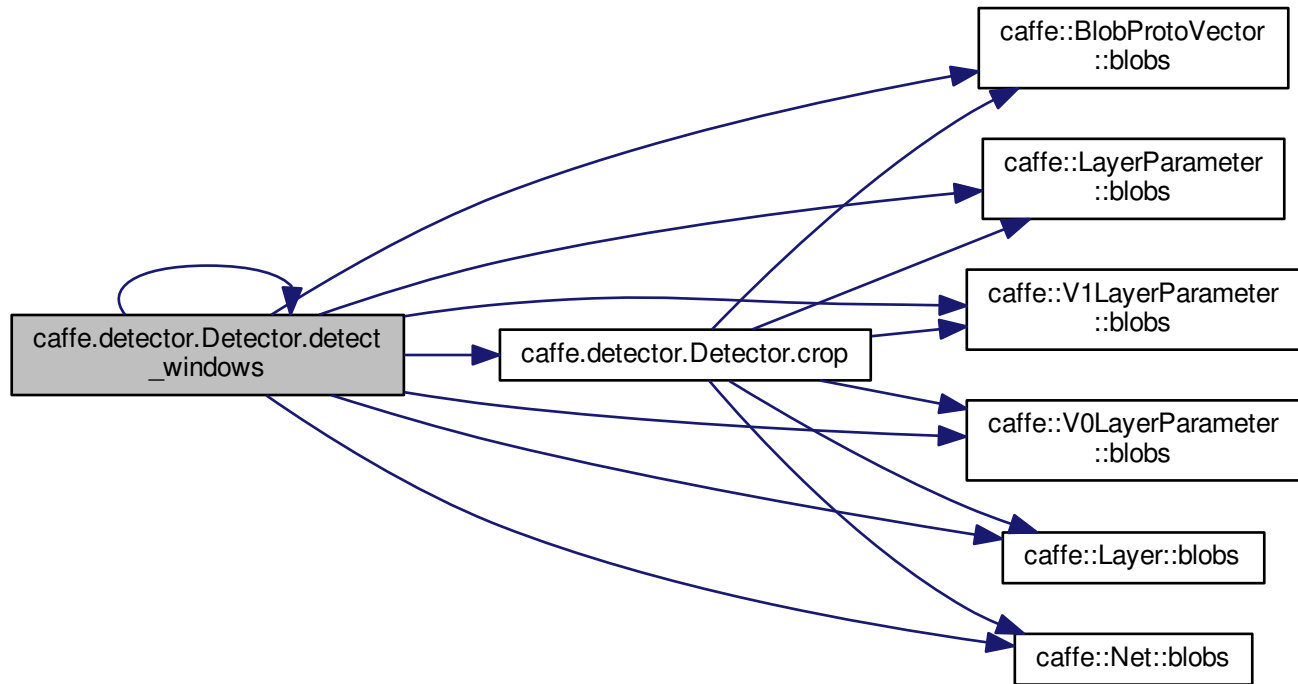 caffe.detector.Detector.detect
_windows
caffe.detector.Detector.crop
caffe::BlobProtoVector
::blobs
caffe::LayerParameter
::blobs
caffe::V1LayerParameter
::blobs
caffe::V0LayerParameter
::blobs
caffe::Layer::blobs
caffe::Net::blobs